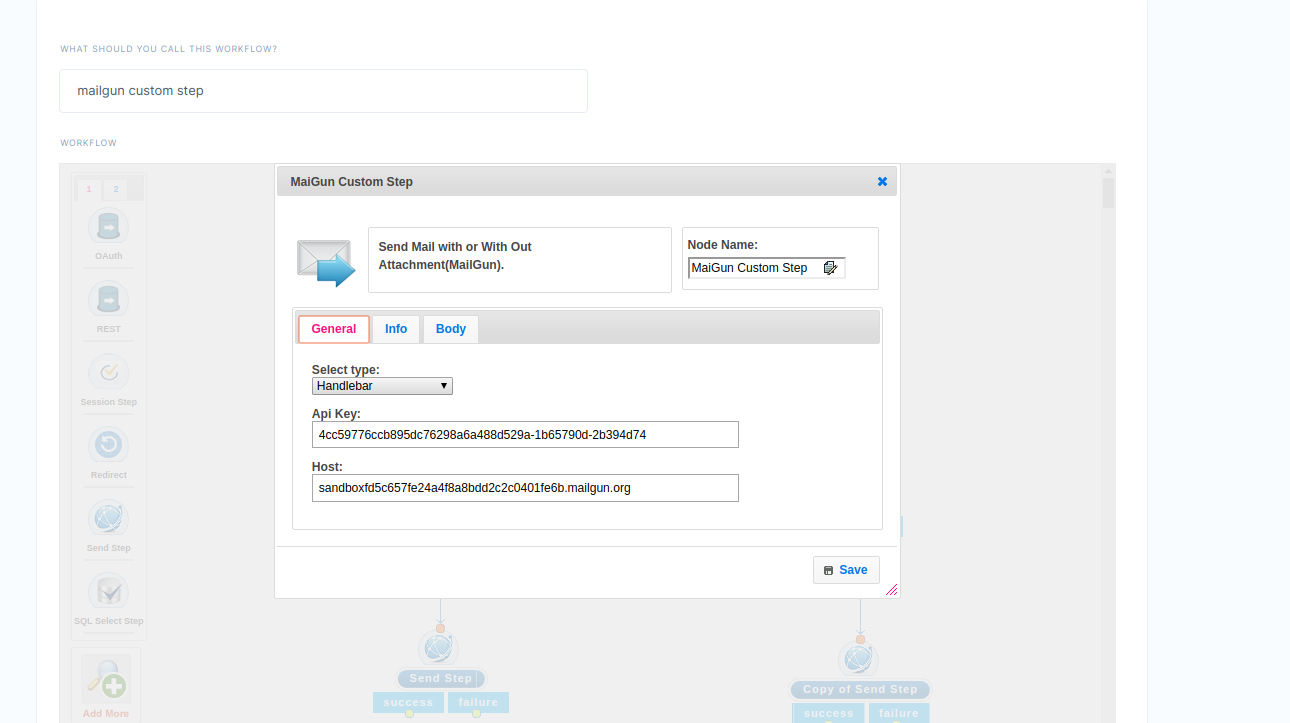 WHAT SHOULD YOU CALL THIS WORKFLOW?
mailgun custom step
WORKFLOW
MaiGun Custom Step
1 2
OAuth
REST
Session Step
Redirect
Send Step
SQL Select Step
Add More
Send Mail with or With Out
Attachment(MailGun).
Node Name:
MaiGun Custom Step
General Info Body
Select type:
Handlebar
Api Key:
4cc59776ccb895dc76298a6a488d529a-1b65790d-2b394d74
Host:
sandboxfd5c657fe24a4f8a8bdd2c2c0401fe6b.mailgun.org
Save
Send Step
success failure
Copy of Send Step
success failure